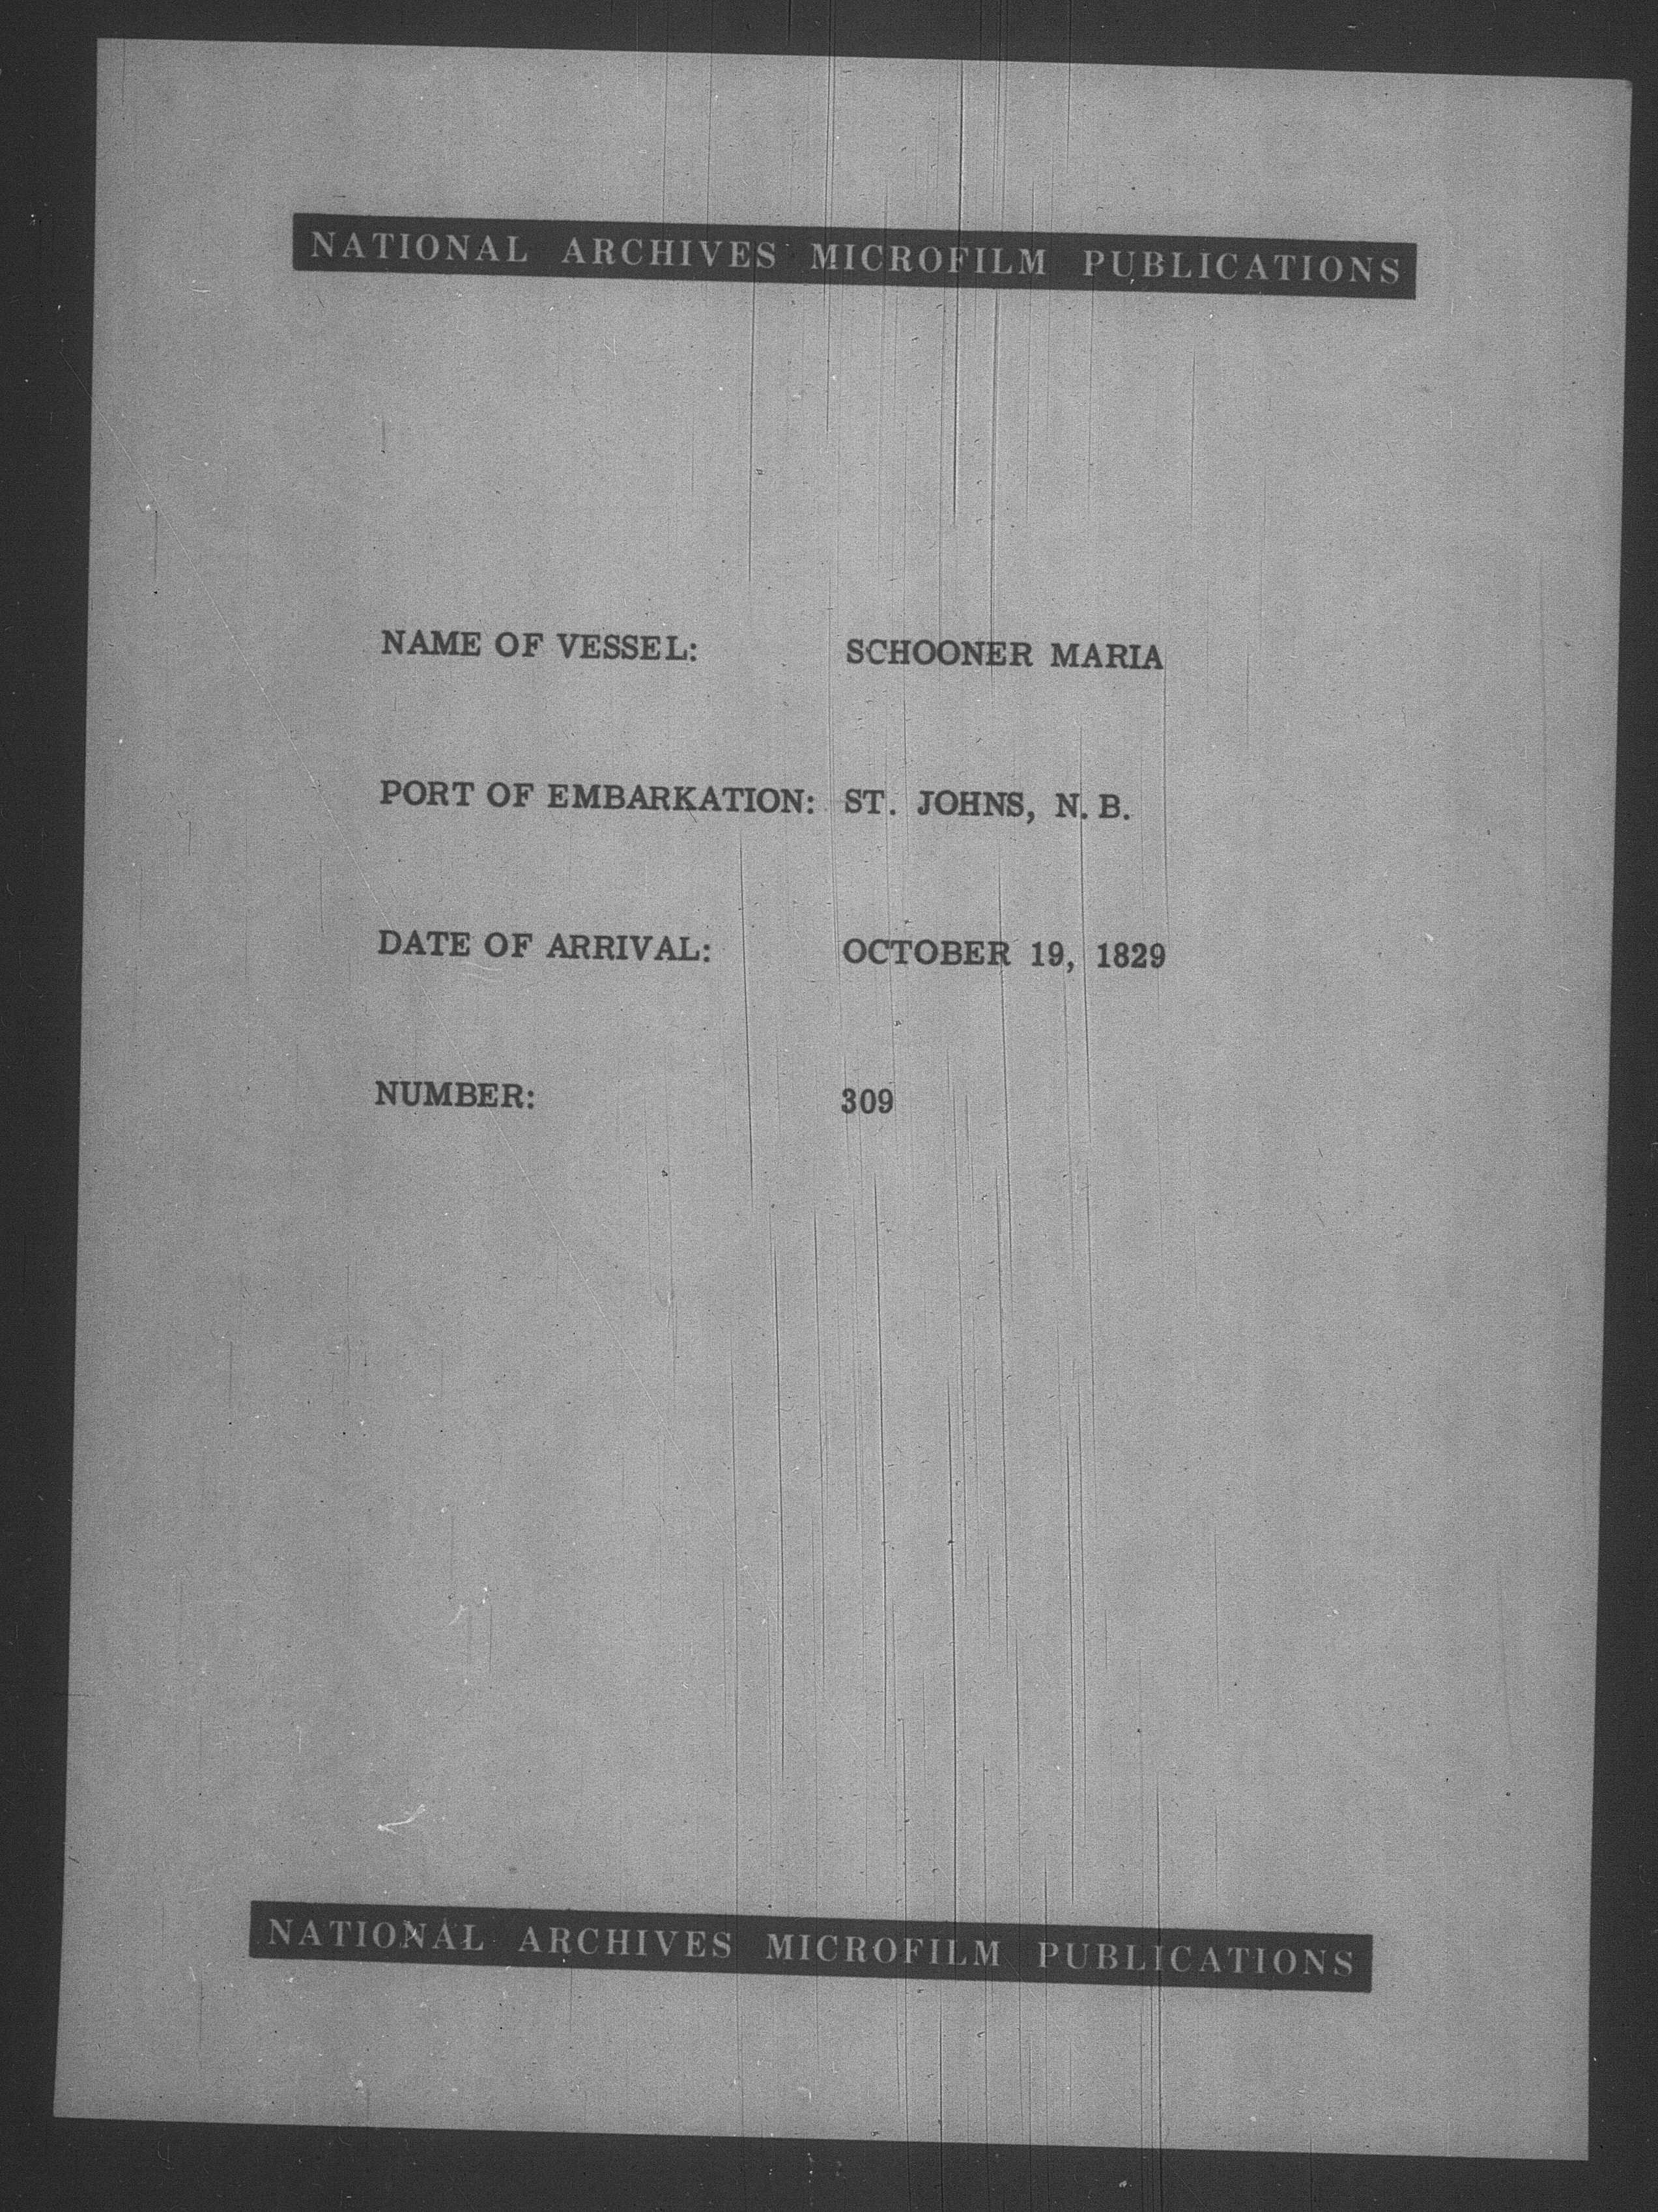 NATIONAL ARCHIVES MICROFILM PUBLICATIONS
NAME OF VESSEL: SCHOONER MARIA
PORT OF EMBARKATION: ST. JOHNS, N. B.
DATE OF ARRIVAL: OCTOBER 19, 1829
NUMBER: 309
NATIONAL ARCHIVES MICROFILM PUBLICATIONS